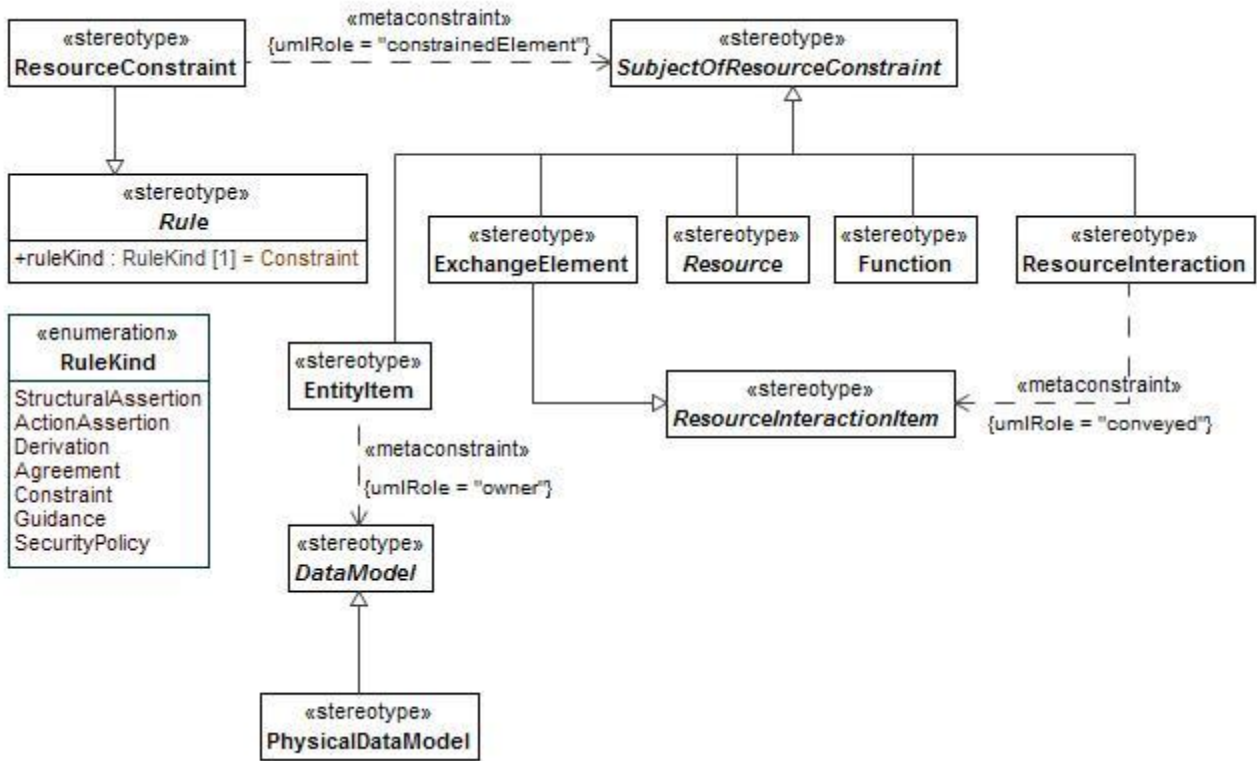 «metaconstraint»
{umlRole = "constrainedElement"}
«stereotype»
ResourceConstraint
«stereotype»
SubjectOfResourceConstraint
«stereotype»
Rule
+ruleKind : RuleKind [1] = Constraint
«stereotype»
ExchangeElement
«stereotype»
Resource
«stereotype»
Function
«stereotype»
ResourceInteraction
«enumeration»
RuleKind
StructuralAssertion
ActionAssertion
Derivation
Agreement
Constraint
Guidance
SecurityPolicy
«stereotype»
EntityItem
«stereotype»
ResourceInteractionItem
«metaconstraint»
{umlRole = "conveyed"}
«metaconstraint»
{umlRole = "owner"}
«stereotype»
DataModel
«stereotype»
PhysicalDataModel